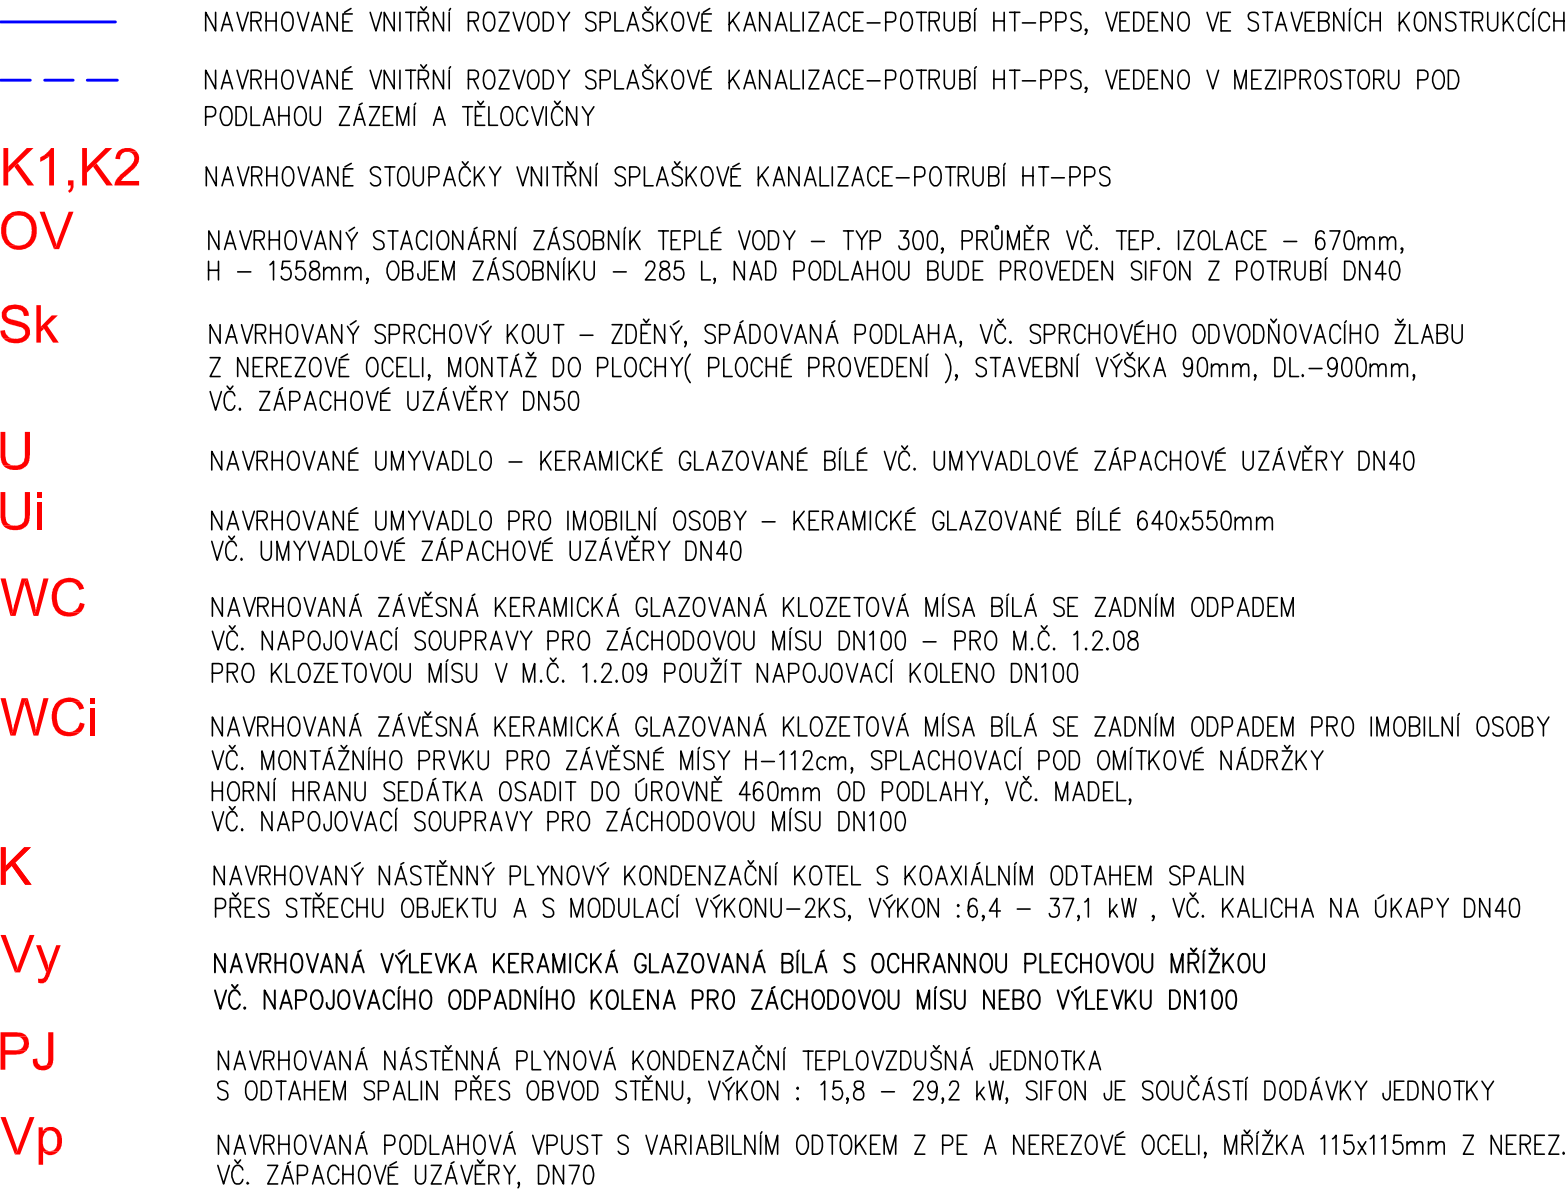 NAVRHOVANÉ VNITŘNÍ ROZVODY SPLAŠKOVÉ KANALIZACE-POTRUBÍ HT-PPS, VEDENO VE STAVEBNÍCH KONSTRUKCÍCH
NAVRHOVANÉ VNITŘNÍ ROZVODY SPLAŠKOVÉ KANALIZACE-POTRUBÍ HT-PPS, VEDENO V MEZIPROSTORU POD
PODLAHOU ZÁZEMÍ A TĚLOCVIČNY
K1,K2 NAVRHOVANÉ STOUPAČKY VNITŘNÍ SPLAŠKOVÉ KANALIZACE-POTRUBÍ HT-PPS
OV NAVRHOVANÝ STACIONÁRNÍ ZÁSOBNÍK TEPLÉ VODY - TYP 300, PRŮMĚR VČ. TEP. IZOLACE - 670mm,
H - 1558mm, OBJEM ZÁSOBNÍKU - 285 L, NAD PODLAHOU BUDE PROVEDEN SIFON Z POTRUBÍ DN40
Sk NAVRHOVANÝ SPRCHOVÝ KOUT - ZDĚNÝ, SPÁDOVANÁ PODLAHA, VČ. SPRCHOVÉHO ODVODŇOVACÍHO ŽLABU
Z NEREZOVÉ OCELI, MONTÁŽ DO PLOCHY( PLOCHÉ PROVEDENÍ ), STAVEBNÍ VÝŠKA 90mm, DL.-900mm,
VČ. ZÁPACHOVÉ UZÁVĚRY DN50
U NAVRHOVANÉ UMYVADLO - KERAMICKÉ GLAZOVANÉ BÍLÉ VČ. UMYVADLOVÉ ZÁPACHOVÉ UZÁVĚRY DN40
Ui NAVRHOVANÉ UMYVADLO PRO IMOBILNÍ OSOBY - KERAMICKÉ GLAZOVANÉ BÍLÉ 640x550mm
VČ. UMYVADLOVÉ ZÁPACHOVÉ UZÁVĚRY DN40
WC NAVRHOVANÁ ZÁVĚSNÁ KERAMICKÁ GLAZOVANÁ KLOZETOVÁ MÍSA BÍLÁ SE ZADNÍM ODPADEM
VČ. NAPOJOVACÍ SOUPRAVY PRO ZÁCHODOVOU MÍSU DN100 - PRO M.Č. 1.2.08
PRO KLOZETOVOU MÍSU V M.Č. 1.2.09 POUŽÍT NAPOJOVACÍ KOLENO DN100
WCi NAVRHOVANÁ ZÁVĚSNÁ KERAMICKÁ GLAZOVANÁ KLOZETOVÁ MÍSA BÍLÁ SE ZADNÍM ODPADEM PRO IMOBILNÍ OSOBY
VČ. MONTÁŽNÍHO PRVKU PRO ZÁVĚSNÉ MÍSY H-112cm, SPLACHOVACÍ POD OMÍTKOVÉ NÁDRŽKY
HORNÍ HRANU SEDÁTKA OSADIT DO ÚROVNĚ 460mm OD PODLAHY, VČ. MADEL,
VČ. NAPOJOVACÍ SOUPRAVY PRO ZÁCHODOVOU MÍSU DN100
K NAVRHOVANÝ NÁSTĚNNÝ PLYNOVÝ KONDENZAČNÍ KOTEL S KOAXIÁLNÍM ODTAHEM SPALIN
PŘES STŘECHU OBJEKTU A S MODULACÍ VÝKONU-2KS, VÝKON :6,4 - 37,1 kW , VČ. KALICHA NA ÚKAPY DN40
Vy NAVRHOVANÁ VÝLEVKA KERAMICKÁ GLAZOVANÁ BÍLÁ S OCHRANNOU PLECHOVOU MŘÍŽKOU
VČ. NAPOJOVACÍHO ODPADNÍHO KOLENA PRO ZÁCHODOVOU MÍSU NEBO VÝLEVKU DN100
PJ NAVRHOVANÁ NÁSTĚNNÁ PLYNOVÁ KONDENZAČNÍ TEPLOVZDUŠNÁ JEDNOTKA
S ODTAHEM SPALIN PŘES OBVOD STĚNU, VÝKON : 15,8 - 29,2 kW, SIFON JE SOUČÁSTÍ DODÁVKY JEDNOTKY
Vp NAVRHOVANÁ PODLAHOVÁ VPUST S VARIABILNÍM ODTOKEM Z PE A NEREZOVÉ OCELI, MŘÍŽKA 115x115mm Z NEREZ.
VČ. ZÁPACHOVÉ UZÁVĚRY, DN70